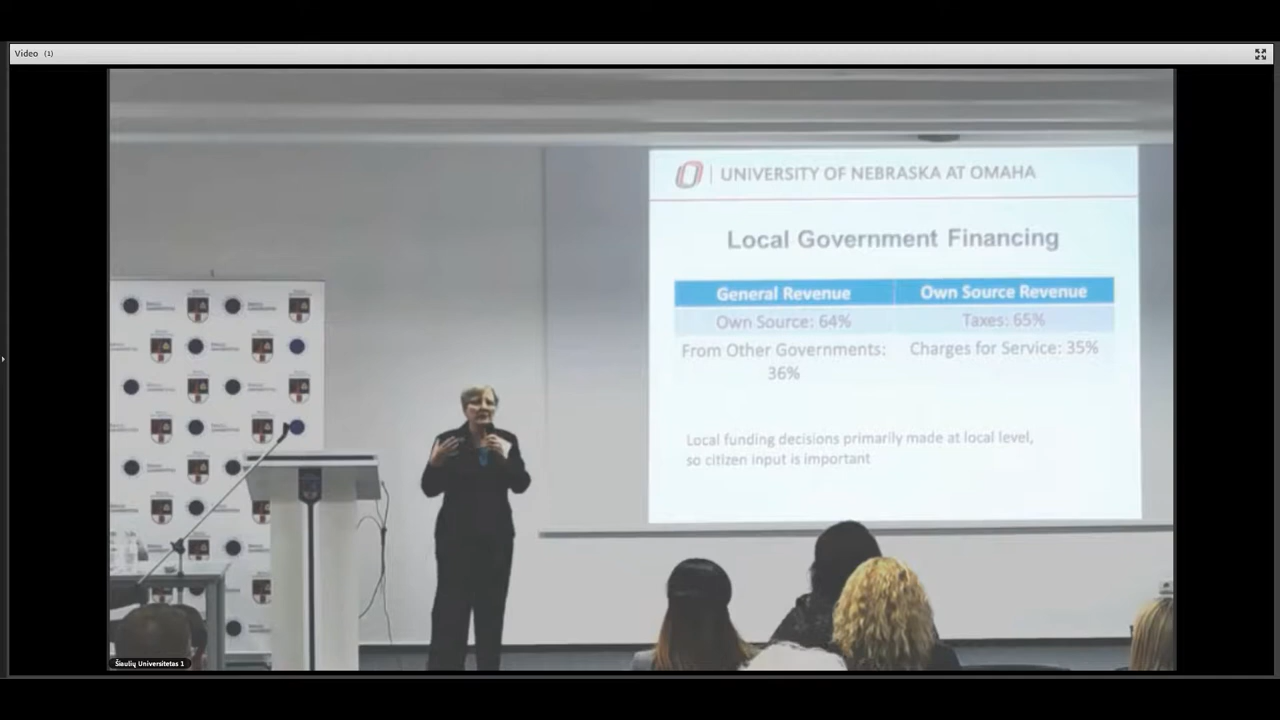 Video (1)
UNIVERSITY OF NEBRASKA AT OMAHA
Local Government Financing
General Revenue
Own Source Revenue
Own Source: 64%
Taxes: 65%
From Other Governments:
36%
Charges for Service: 35%
Local funding decisions primarily made at local level,
so citizen input is important
Šiaulių Universitetas 1